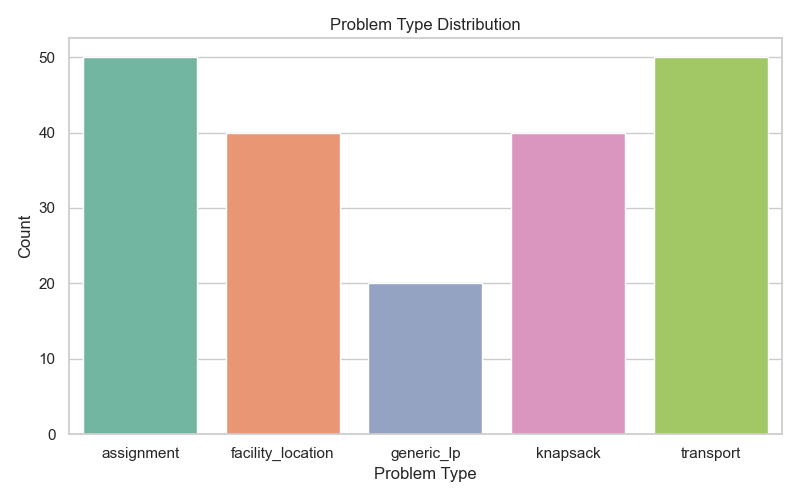 Problem Type Distribution
Count
50
40
30
20
10
0
assignment facility_location generic_lp knapsack transport
Problem Type